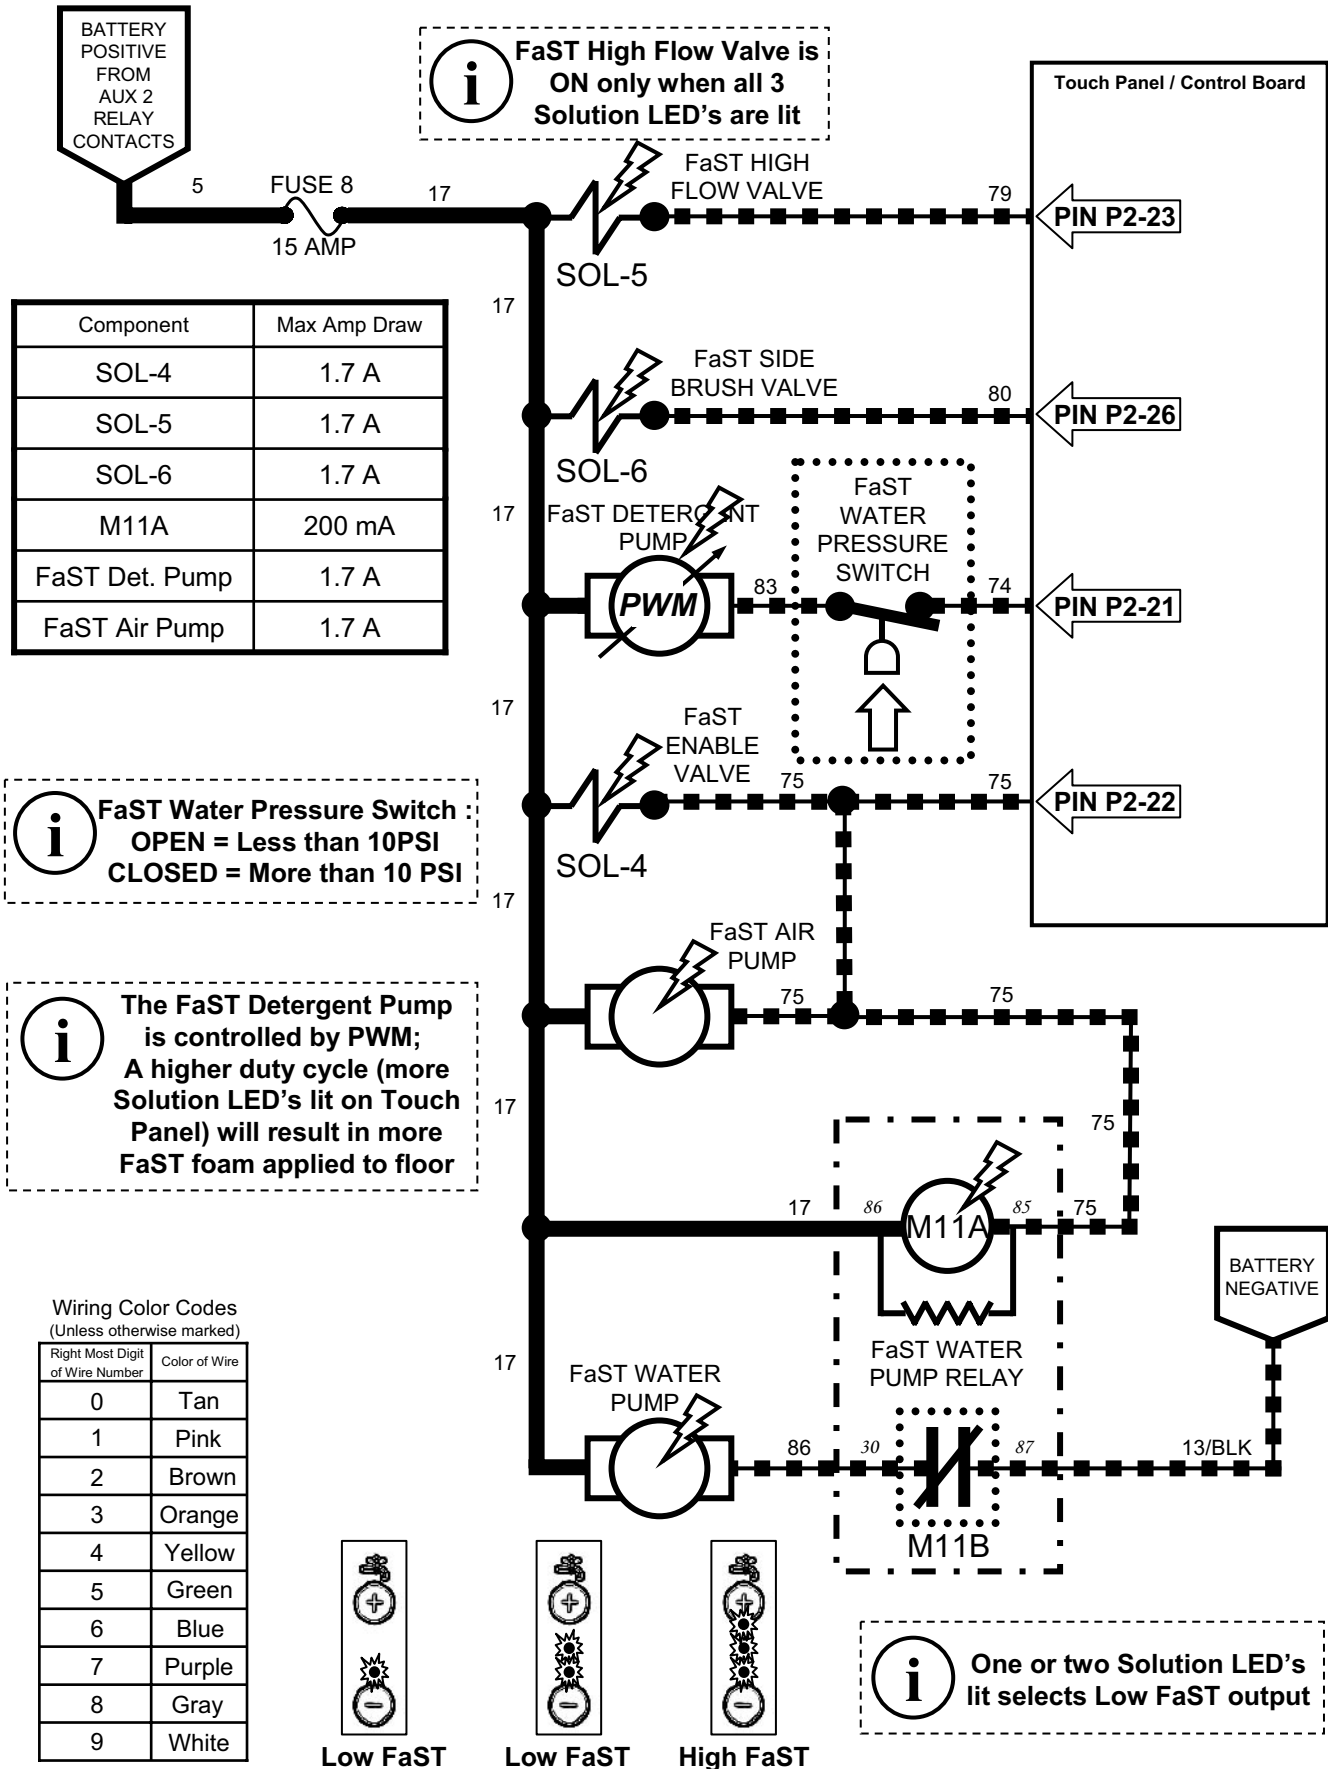 BATTERY
POSITIVE
FROM
AUX 2
RELAY
CONTACTS
i
FaST High Flow Valve is
ON only when all 3
Solution LED's are lit
Touch Panel / Control Board
5
FUSE 8
15 AMP
17
FaST HIGH
FLOW VALVE
SOL-5
79
PIN P2-23
17
Component Max Amp Draw
SOL-4 1.7 A
SOL-5 1.7 A
SOL-6 1.7 A
M11A 200 mA
FaST Det. Pump 1.7 A
FaST Air Pump 1.7 A
FaST SIDE
BRUSH VALVE
SOL-6
80
PIN P2-26
17
FaST DETERGENT
PUMP
PWM
83
FaST
WATER
PRESSURE
SWITCH
74
PIN P2-21
17
FaST
ENABLE
VALVE
SOL-4
75
75
PIN P2-22
i
FaST Water Pressure Switch :
OPEN = Less than 10PSI
CLOSED = More than 10 PSI
17
FaST AIR
PUMP
75
75
i
The FaST Detergent Pump
is controlled by PWM;
A higher duty cycle (more
Solution LED's lit on Touch
Panel) will result in more
FaST foam applied to floor
17
75
17
86
M11A
85
75
FaST WATER
PUMP RELAY
BATTERY
NEGATIVE
17
FaST WATER
PUMP
86
30
87
M11B
13/BLK
Wiring Color Codes
(Unless otherwise marked)
Right Most Digit
of Wire Number Color of Wire
0 Tan
1 Pink
2 Brown
3 Orange
4 Yellow
5 Green
6 Blue
7 Purple
8 Gray
9 White
Low FaST
Low FaST
High FaST
i
One or two Solution LED's
lit selects Low FaST output